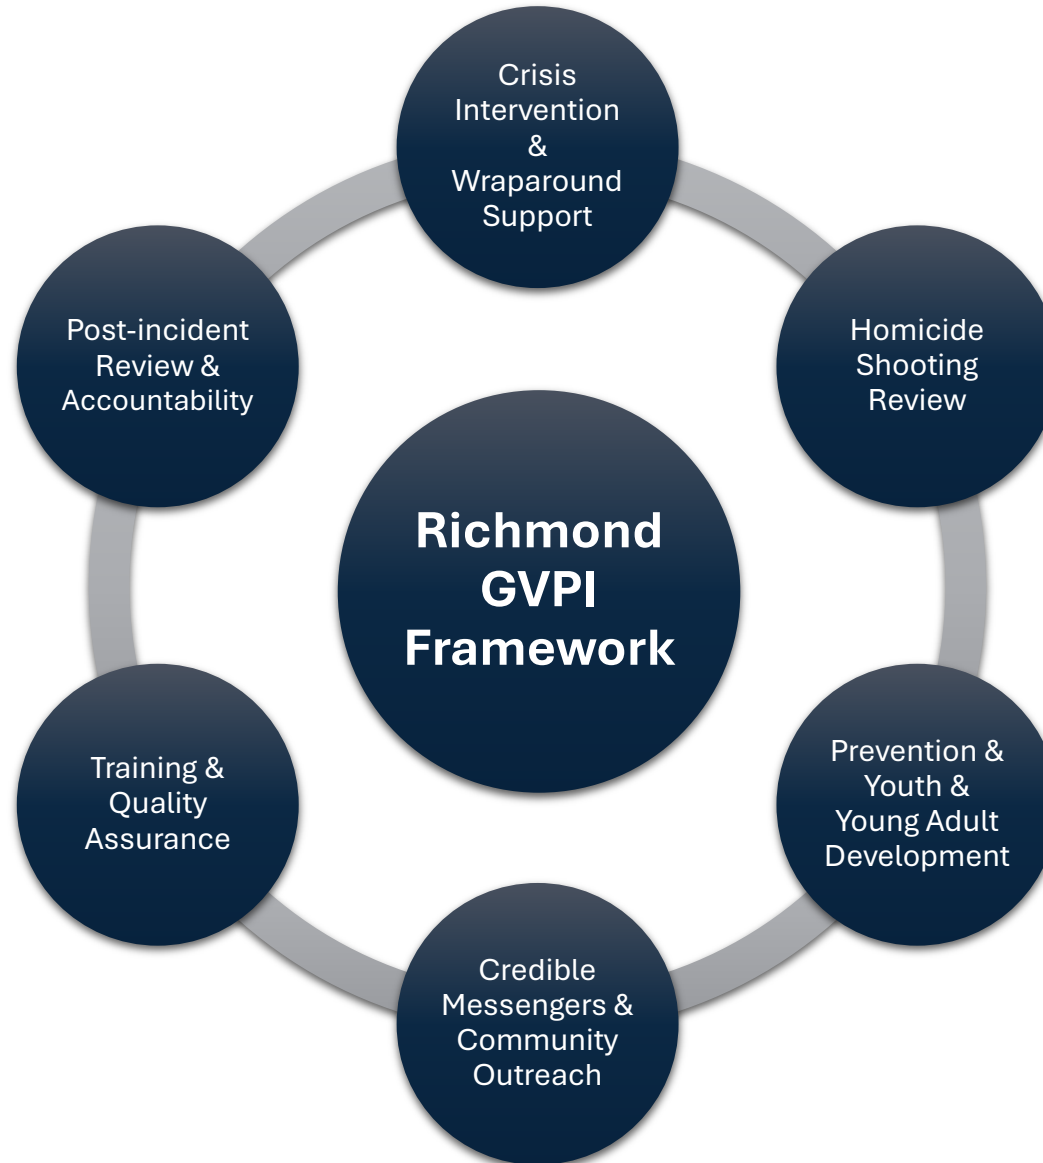 Crisis
Intervention
&
Wraparound
Support
Homicide
Shooting
Review
Prevention &
Youth &
Young Adult
Development
Credible
Messengers &
Community
Outreach
Training &
Quality
Assurance
Post-incident
Review &
Accountability
Richmond
GVPI
Framework